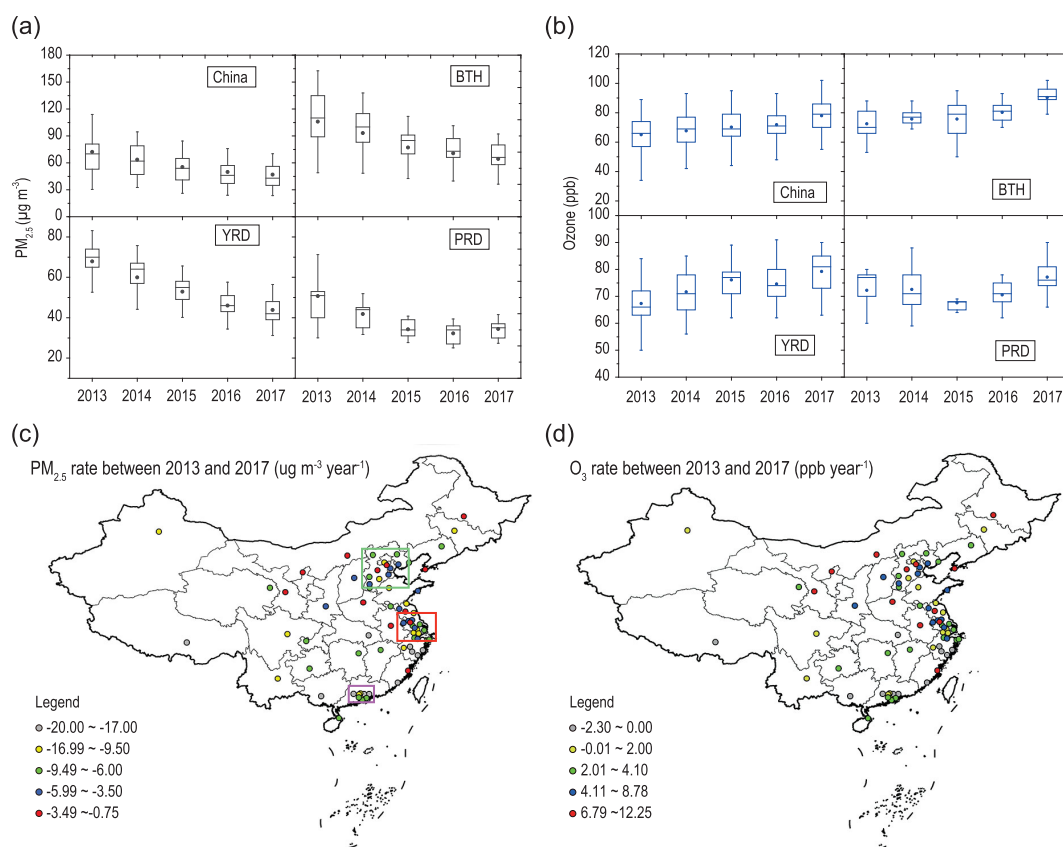 (a)
PM2.5 (µg m-3)
180
150
120
90
60
30
0
China
BTH
80
60
40
20
YRD
PRD
2013 2014 2015 2016 2017 2013 2014 2015 2016 2017
(b)
Ozone (ppb)
120
100
80
60
40
20
100
China
BTH
90
80
70
60
50
40
YRD
PRD
2013 2014 2015 2016 2017 2013 2014 2015 2016 2017
(c)
PM2.5 rate between 2013 and 2017 (ug m-3 year-1)
Legend
-20.00 ~ -17.00
-16.99 ~ -9.50
-9.49 ~ -6.00
-5.99 ~ -3.50
-3.49 ~ -0.75
(d)
O3 rate between 2013 and 2017 (ppb year-1)
Legend
-2.30 ~ 0.00
-0.01 ~ 2.00
2.01 ~ 4.10
4.11 ~ 8.78
6.79 ~12.25